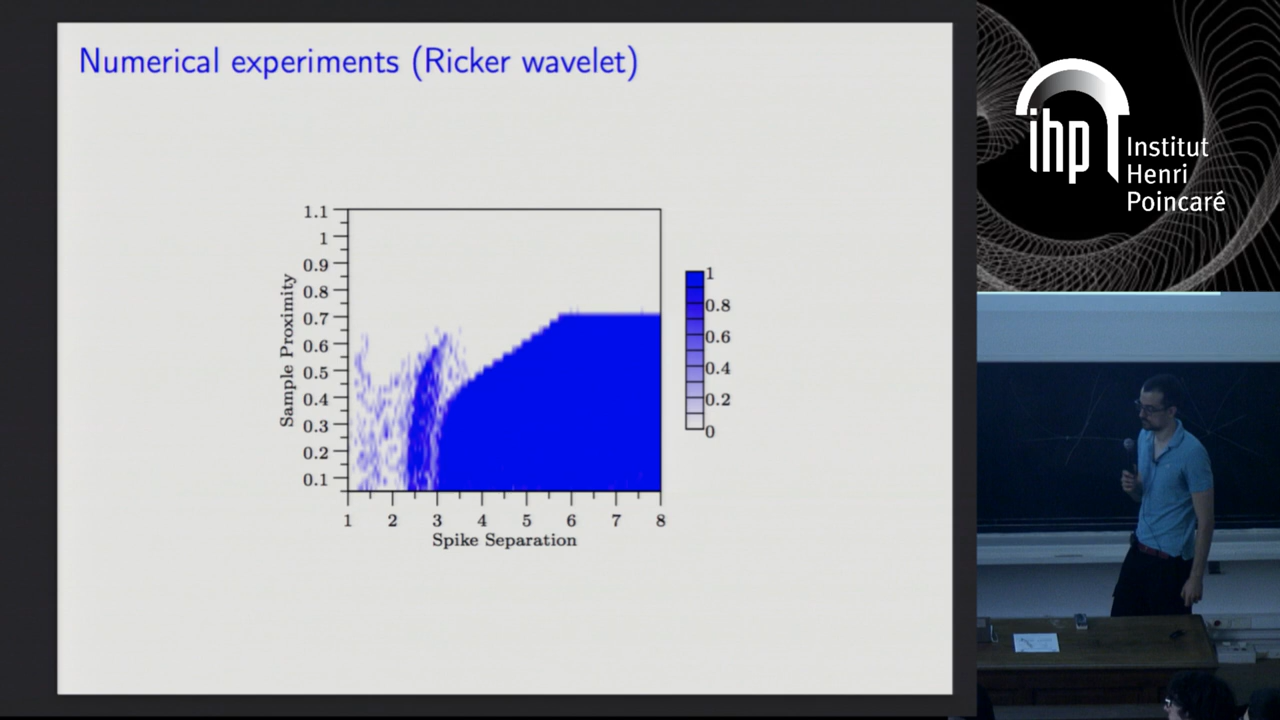 Numerical experiments (Ricker wavelet)
1.1
1
0.9
0.8
0.7
0.6
0.5
0.4
0.3
0.2
0.1
Sample Proximity
1 2 3 4 5 6 7 8
Spike Separation
1
0.8
0.6
0.4
0.2
0
ihp
Institut
Henri
Poincaré